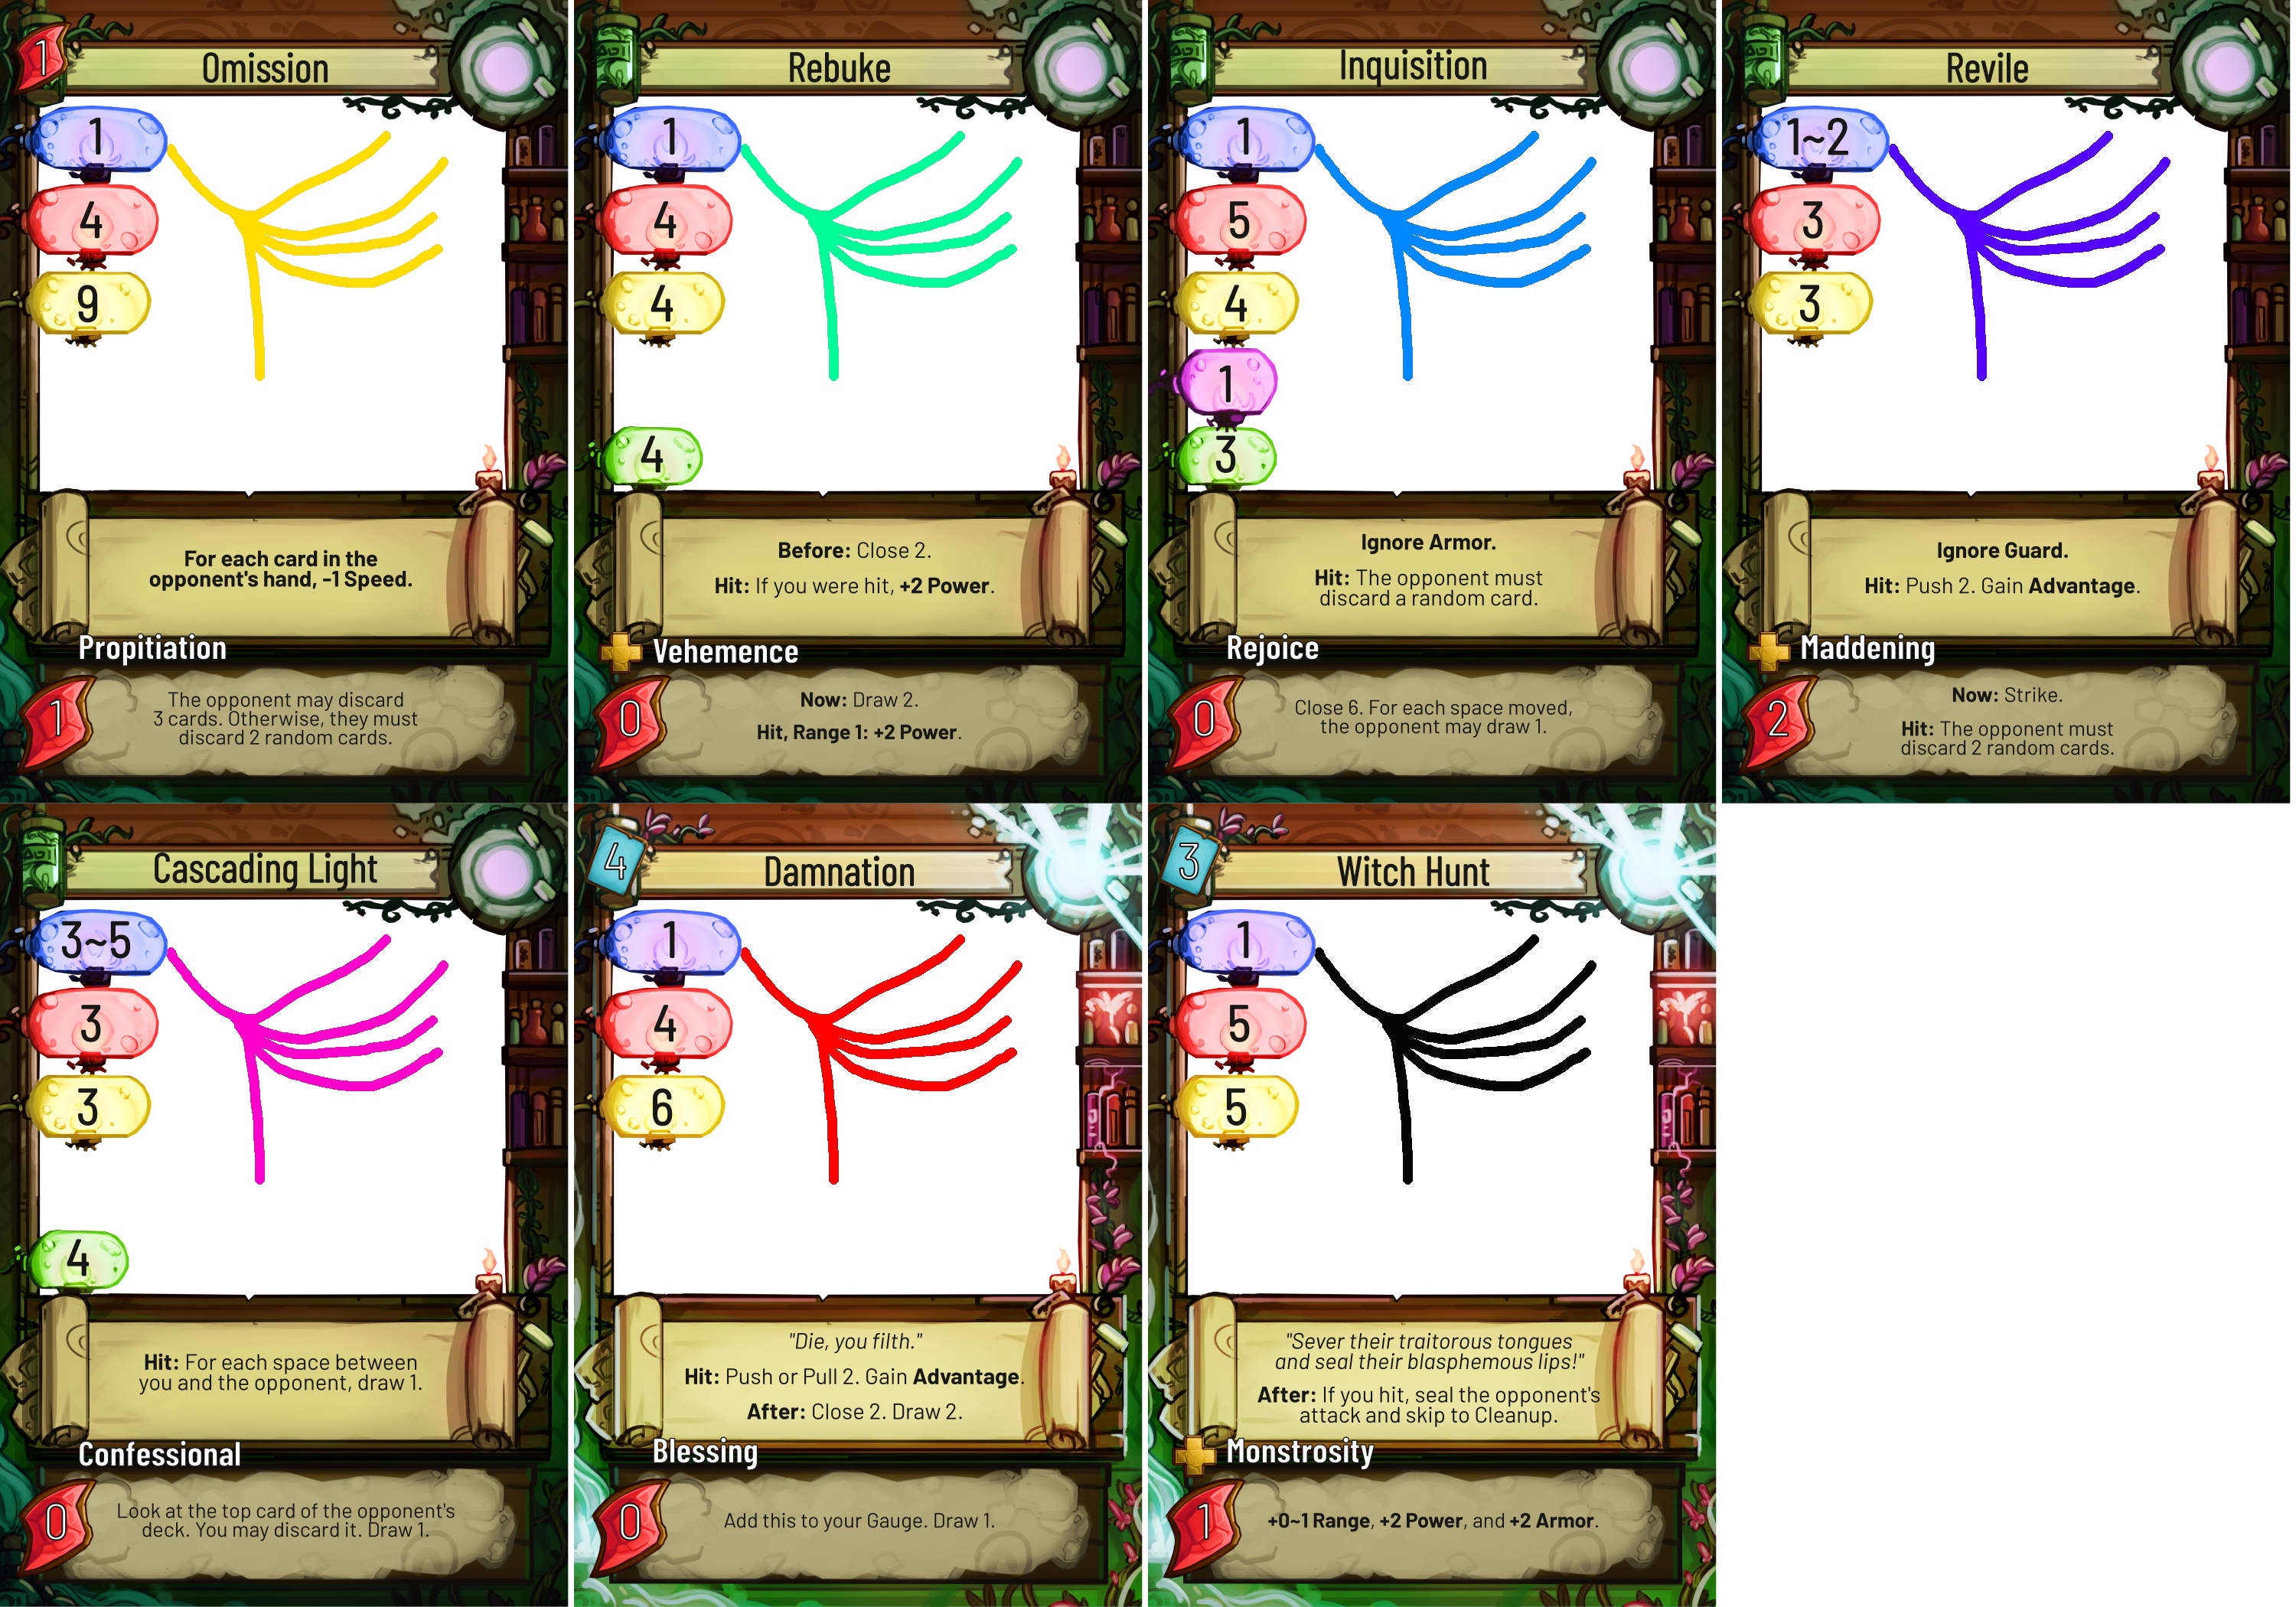 1
Omission
1
4
9
For each card in the
opponent's hand, -1 Speed.
Propitiation
1
The opponent may discard
3 cards. Otherwise, they must
discard 2 random cards.
Rebuke
1
4
4
4
Before: Close 2.
Hit: If you were hit, +2 Power.
Vehemence
0
Now: Draw 2.
Hit, Range 1: +2 Power.
Inquisition
1
5
4
1
3
Ignore Armor.
Hit: The opponent must
discard a random card.
Rejoice
0
Close 6. For each space moved,
the opponent may draw 1.
Revile
1~2
3
3
Ignore Guard.
Hit: Push 2. Gain Advantage.
Maddening
2
Now: Strike.
Hit: The opponent must
discard 2 random cards.
Cascading Light
3~5
3
3
4
Hit: For each space between
you and the opponent, draw 1.
Confessional
0
Look at the top card of the opponent's
deck. You may discard it. Draw 1.
4
Damnation
1
4
6
"Die, you filth."
Hit: Push or Pull 2. Gain Advantage.
After: Close 2. Draw 2.
Blessing
0
Add this to your Gauge. Draw 1.
3
Witch Hunt
1
5
5
"Sever their traitorous tongues
and seal their blasphemous lips!"
After: If you hit, seal the opponent's
attack and skip to Cleanup.
Monstrosity
1
+0~1 Range, +2 Power, and +2 Armor.